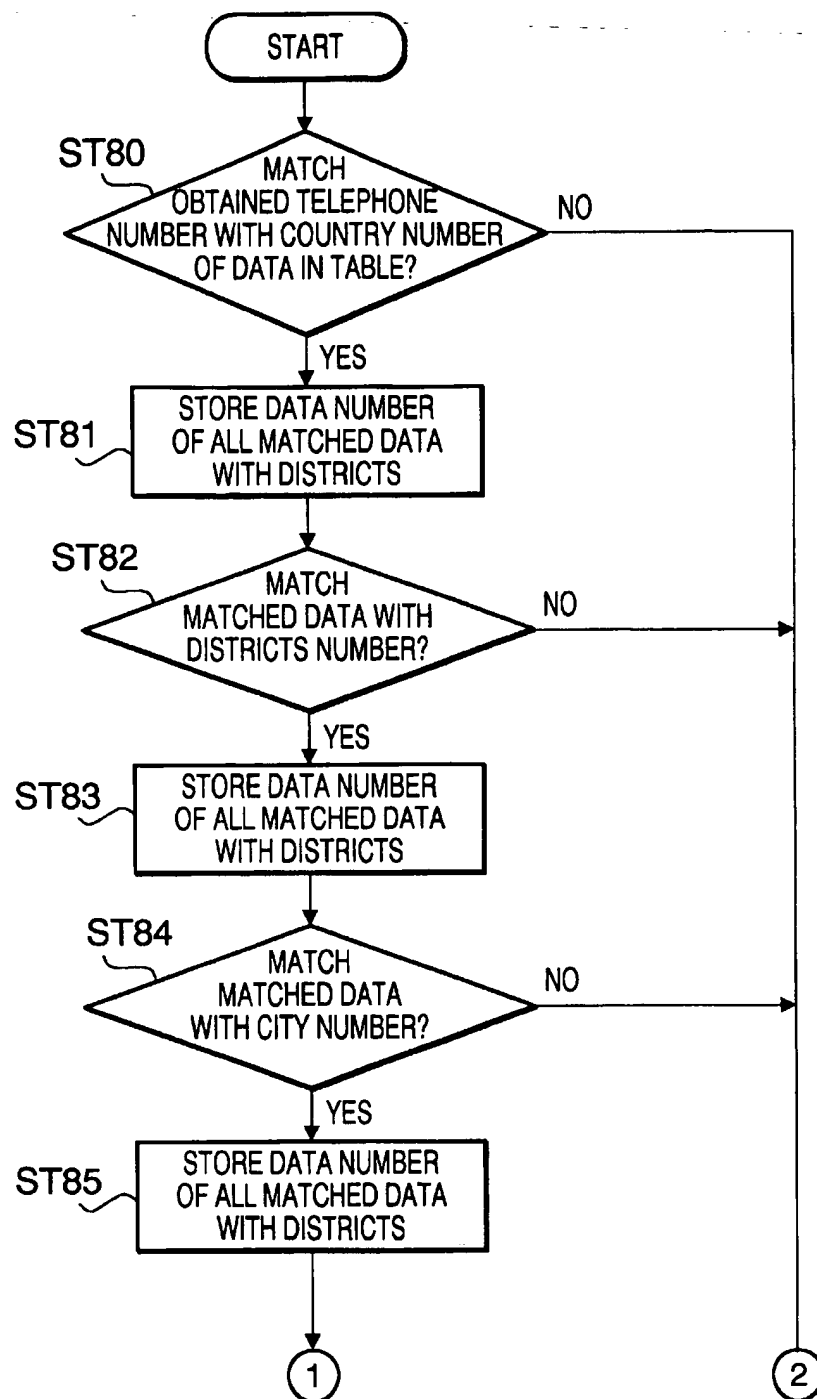 START
ST80
MATCH
OBTAINED TELEPHONE
NUMBER WITH COUNTRY NUMBER
OF DATA IN TABLE?
NO
YES
ST81
STORE DATA NUMBER
OF ALL MATCHED DATA
WITH DISTRICTS
ST82
MATCH
MATCHED DATA WITH
DISTRICTS NUMBER?
NO
YES
ST83
STORE DATA NUMBER
OF ALL MATCHED DATA
WITH DISTRICTS
ST84
MATCH
MATCHED DATA
WITH CITY NUMBER?
NO
YES
ST85
STORE DATA NUMBER
OF ALL MATCHED DATA
WITH DISTRICTS
1
2